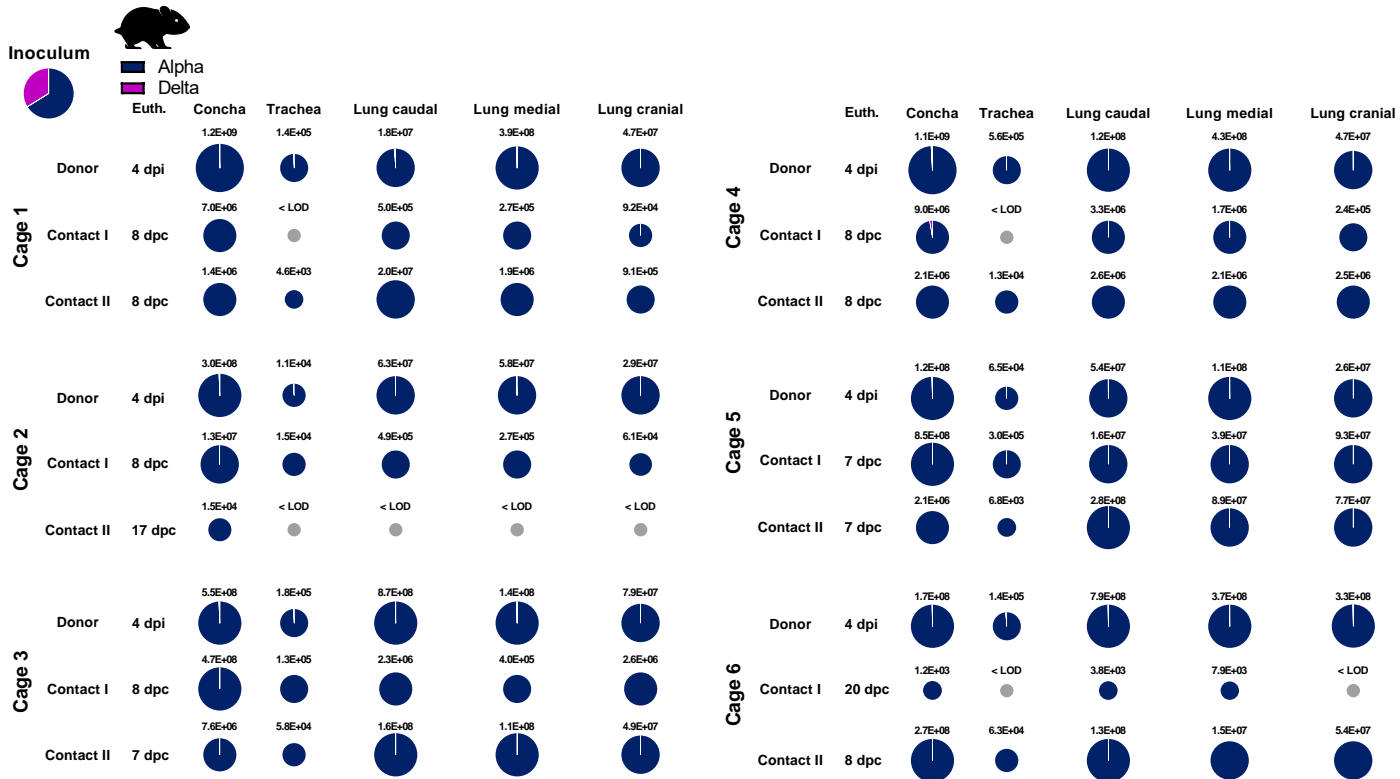 Inoculum
Alpha
Delta
Euth. Concha Trachea Lung caudal Lung medial Lung cranial
Cage 1
1.2E+09 1.4E+05 1.8E+07 3.9E+08 4.7E+07
Donor 4 dpi
7.0E+06 < LOD 5.0E+05 2.7E+05 9.2E+04
Contact I 8 dpc
1.4E+06 4.6E+03 2.0E+07 1.9E+06 9.1E+05
Contact II 8 dpc
Cage 2
3.0E+08 1.1E+04 6.3E+07 5.8E+07 2.9E+07
Donor 4 dpi
1.3E+07 1.5E+04 4.9E+05 2.7E+05 6.1E+04
Contact I 8 dpc
1.5E+04 < LOD < LOD < LOD < LOD
Contact II 17 dpc
Cage 3
5.5E+08 1.8E+05 8.7E+08 1.4E+08 7.9E+07
Donor 4 dpi
4.7E+08 1.3E+05 2.3E+06 4.0E+05 2.6E+06
Contact I 8 dpc
7.6E+06 5.8E+04 1.6E+08 1.1E+08 4.9E+07
Contact II 7 dpc
Euth. Concha Trachea Lung caudal Lung medial Lung cranial
Cage 4
1.1E+09 5.6E+05 1.2E+08 4.3E+08 4.7E+07
Donor 4 dpi
9.0E+06 < LOD 3.3E+06 1.7E+06 2.4E+05
Contact I 8 dpc
2.1E+06 1.3E+04 2.6E+06 2.1E+06 2.5E+06
Contact II 8 dpc
Cage 5
1.2E+08 6.5E+04 5.4E+07 1.1E+08 2.6E+07
Donor 4 dpi
8.5E+08 3.0E+05 1.6E+07 3.9E+07 9.3E+07
Contact I 7 dpc
2.1E+06 6.8E+03 2.8E+08 8.9E+07 7.7E+07
Contact II 7 dpc
Cage 6
1.7E+08 1.4E+05 7.9E+08 3.7E+08 3.3E+08
Donor 4 dpi
1.2E+03 < LOD 3.8E+03 7.9E+03 < LOD
Contact I 20 dpc
2.7E+08 6.3E+04 1.3E+08 1.5E+07 5.4E+07
Contact II 8 dpc